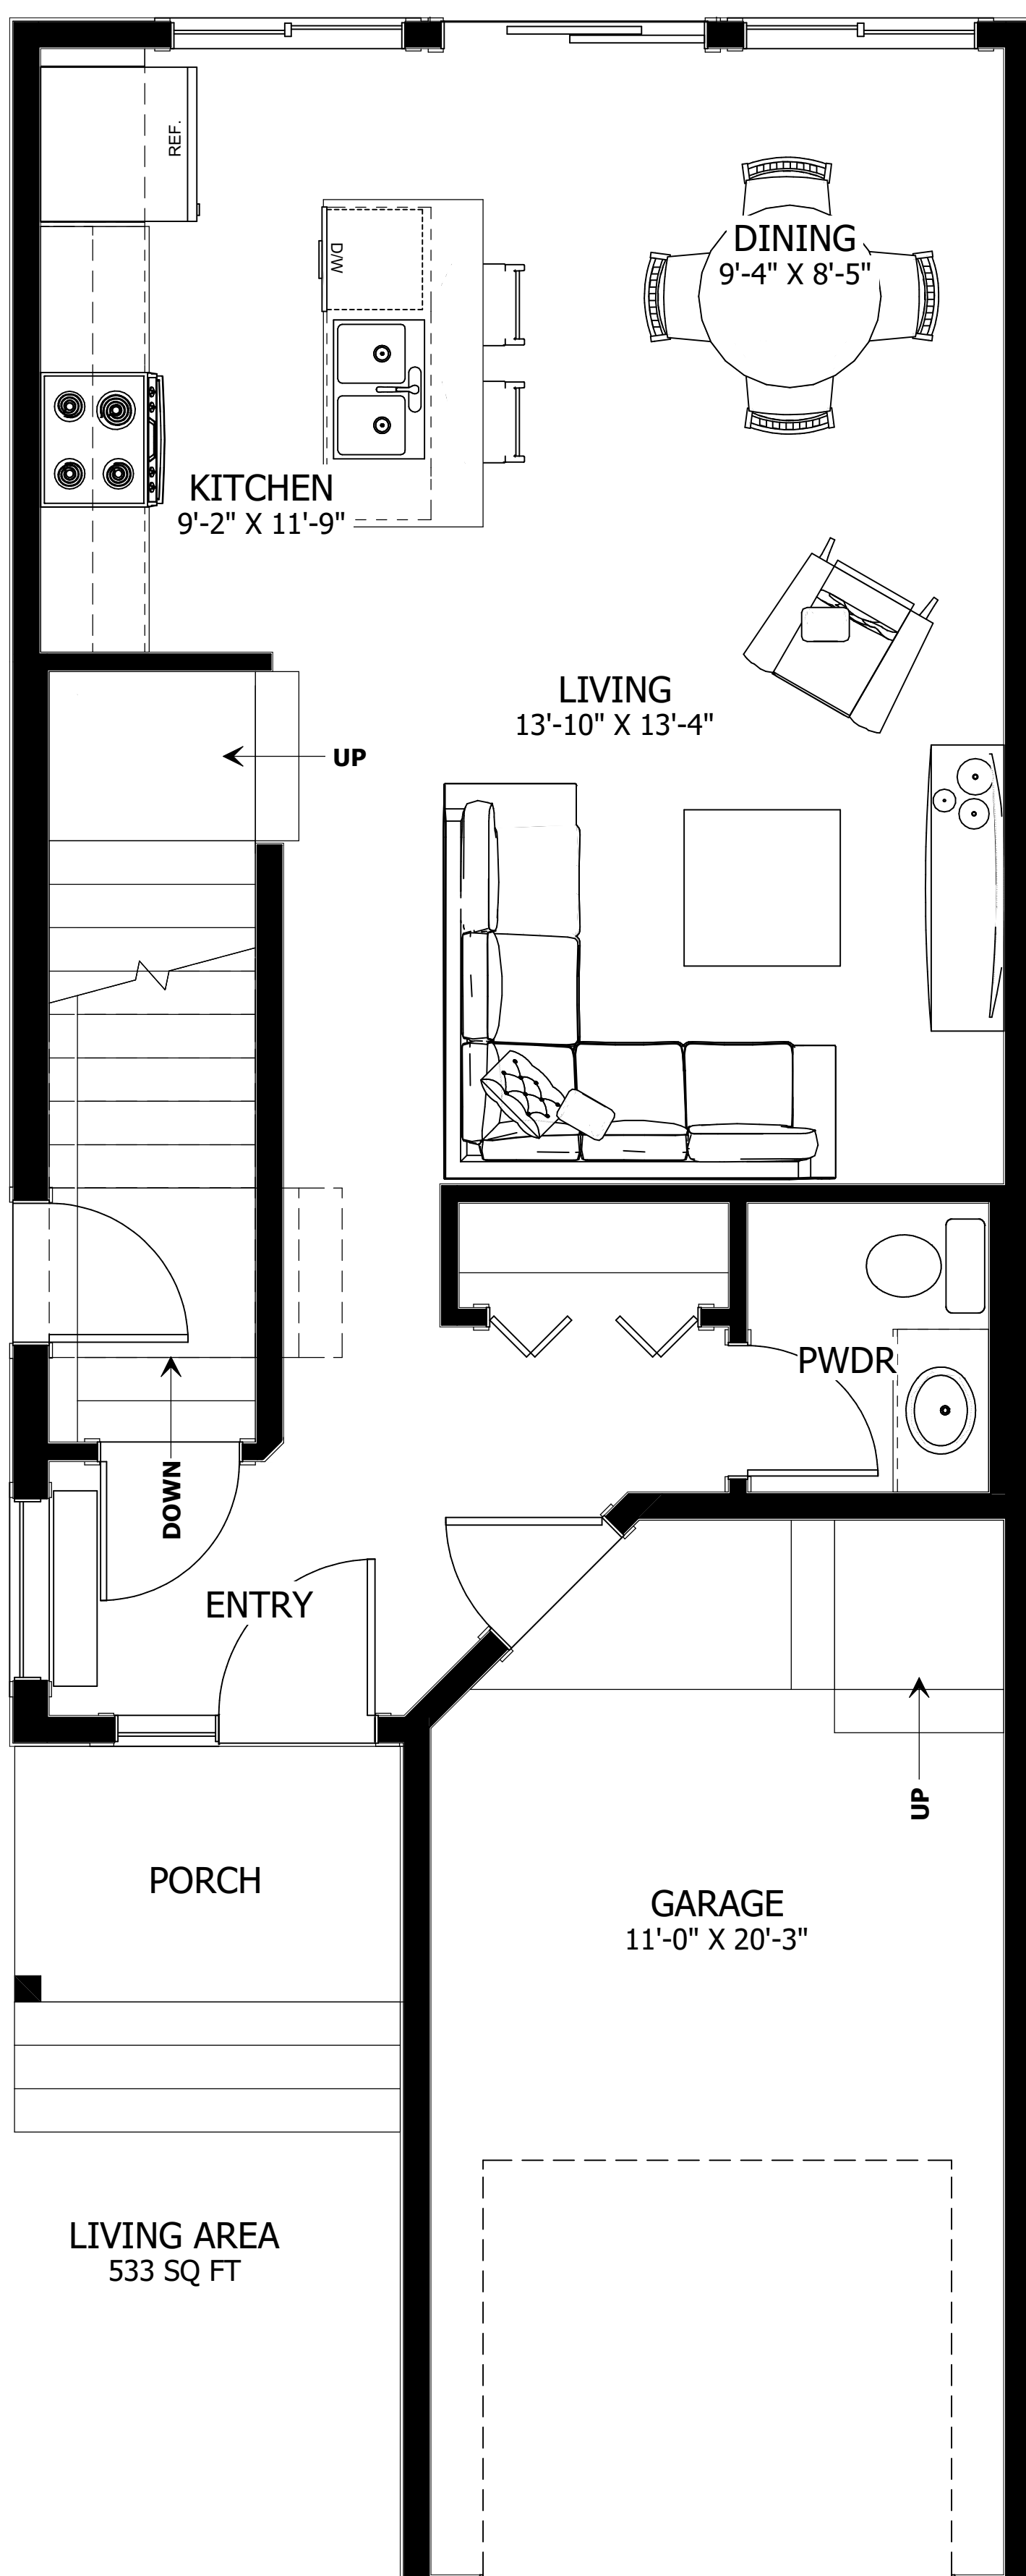 REF.
D/W
DINING
9'-4" X 8'-5"
KITCHEN
9'-2" X 11'-9"
LIVING
13'-10" X 13'-4"
UP
PWDR
DOWN
ENTRY
UP
PORCH
GARAGE
11'-0" X 20'-3"
LIVING AREA
533 SQ FT